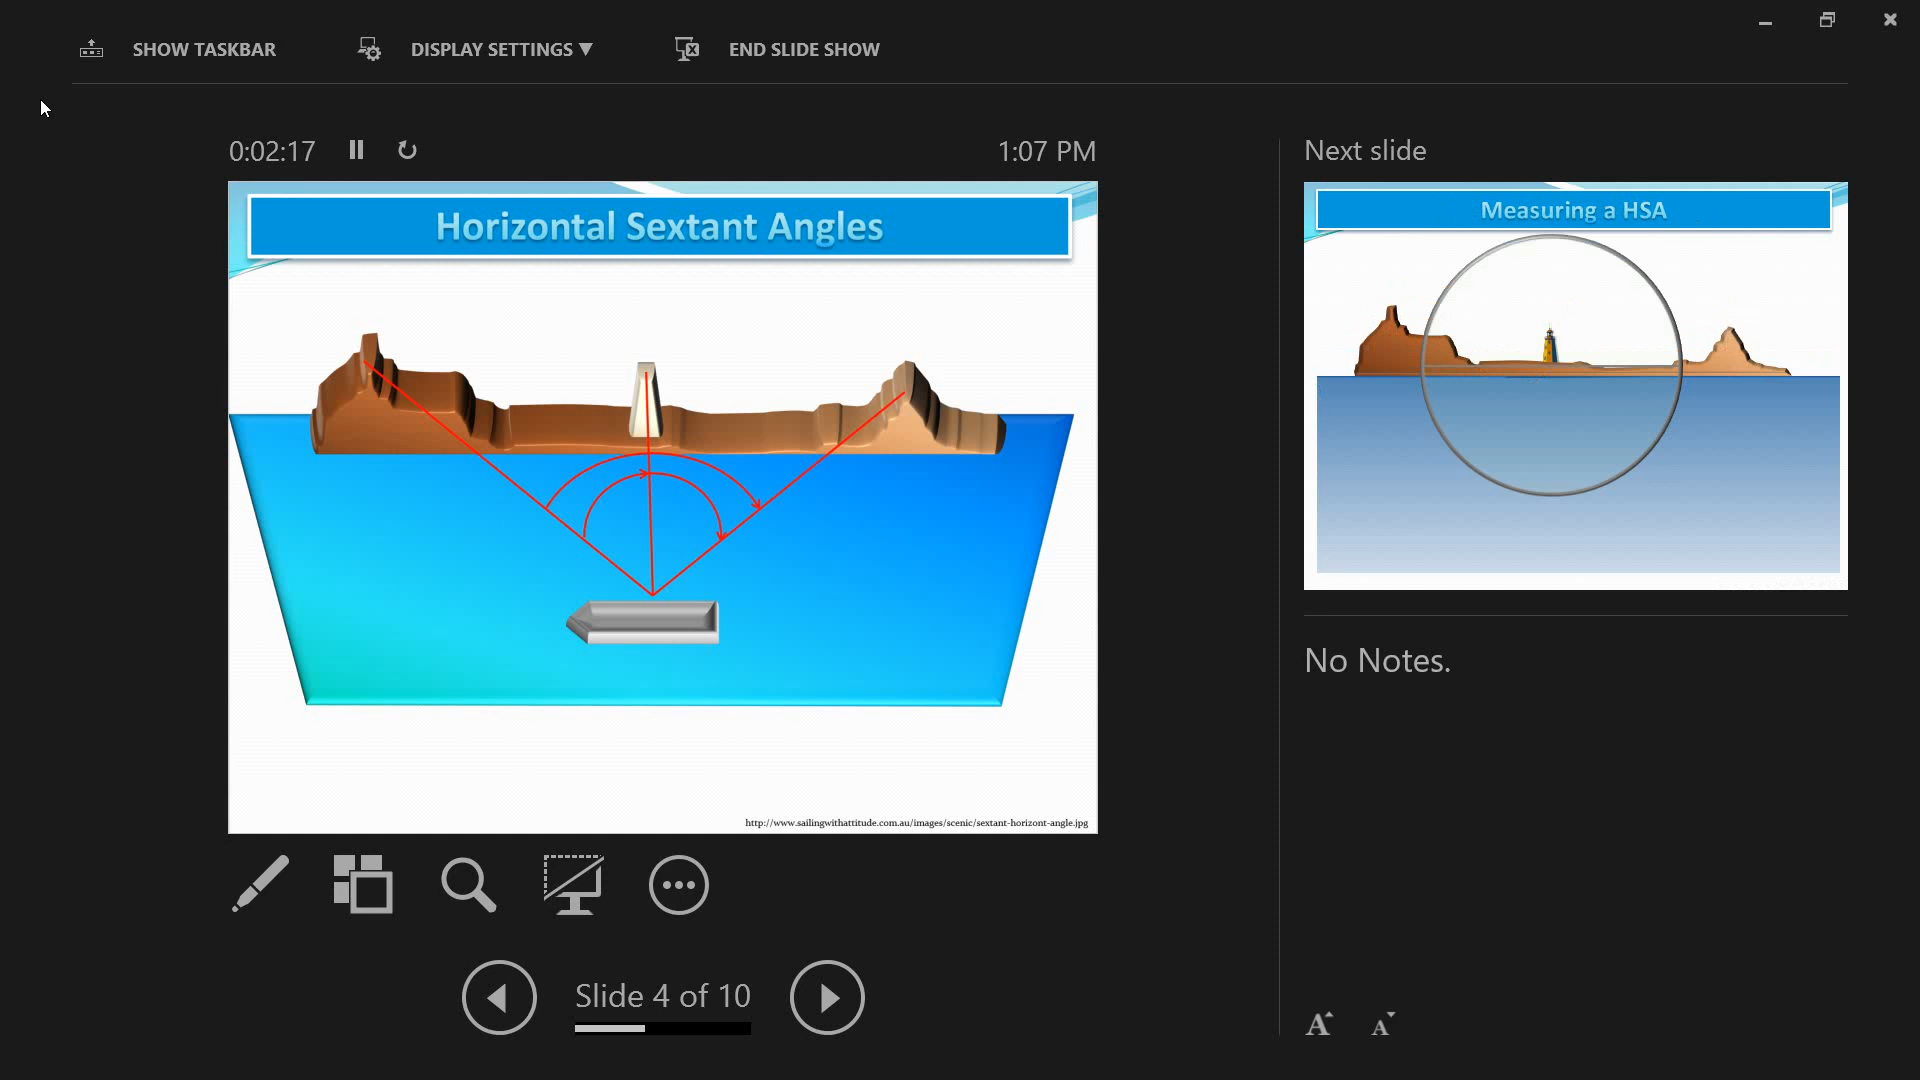 SHOW TASKBAR
DISPLAY SETTINGS ▼
END SLIDE SHOW
0:02:17
1:07 PM
Horizontal Sextant Angles
http://www.sailingwithattitude.com.au/images/scenic/sextant-horizont-angle.jpg
Slide 4 of 10
Next slide
Measuring a HSA
No Notes.
A A